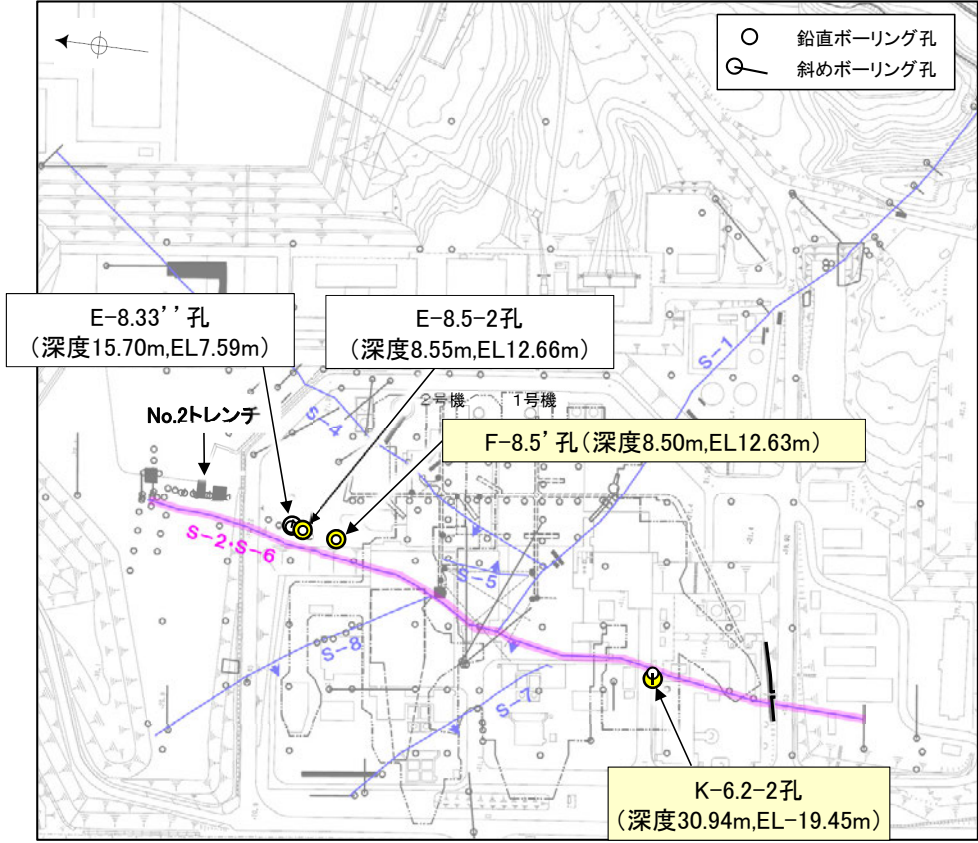 鉛直ボーリング孔
斜めボーリング孔
E-8.33''孔
(深度15.70m,EL7.59m)
E-8.5-2孔
(深度8.55m,EL12.66m)
S-1
S-4
2号機
1号機
No.2トレンチ
F-8.5'孔(深度8.50m,EL12.63m)
S-2・S-6
S-5
S-8
S-7
K-6.2-2孔
(深度30.94m,EL-19.45m)